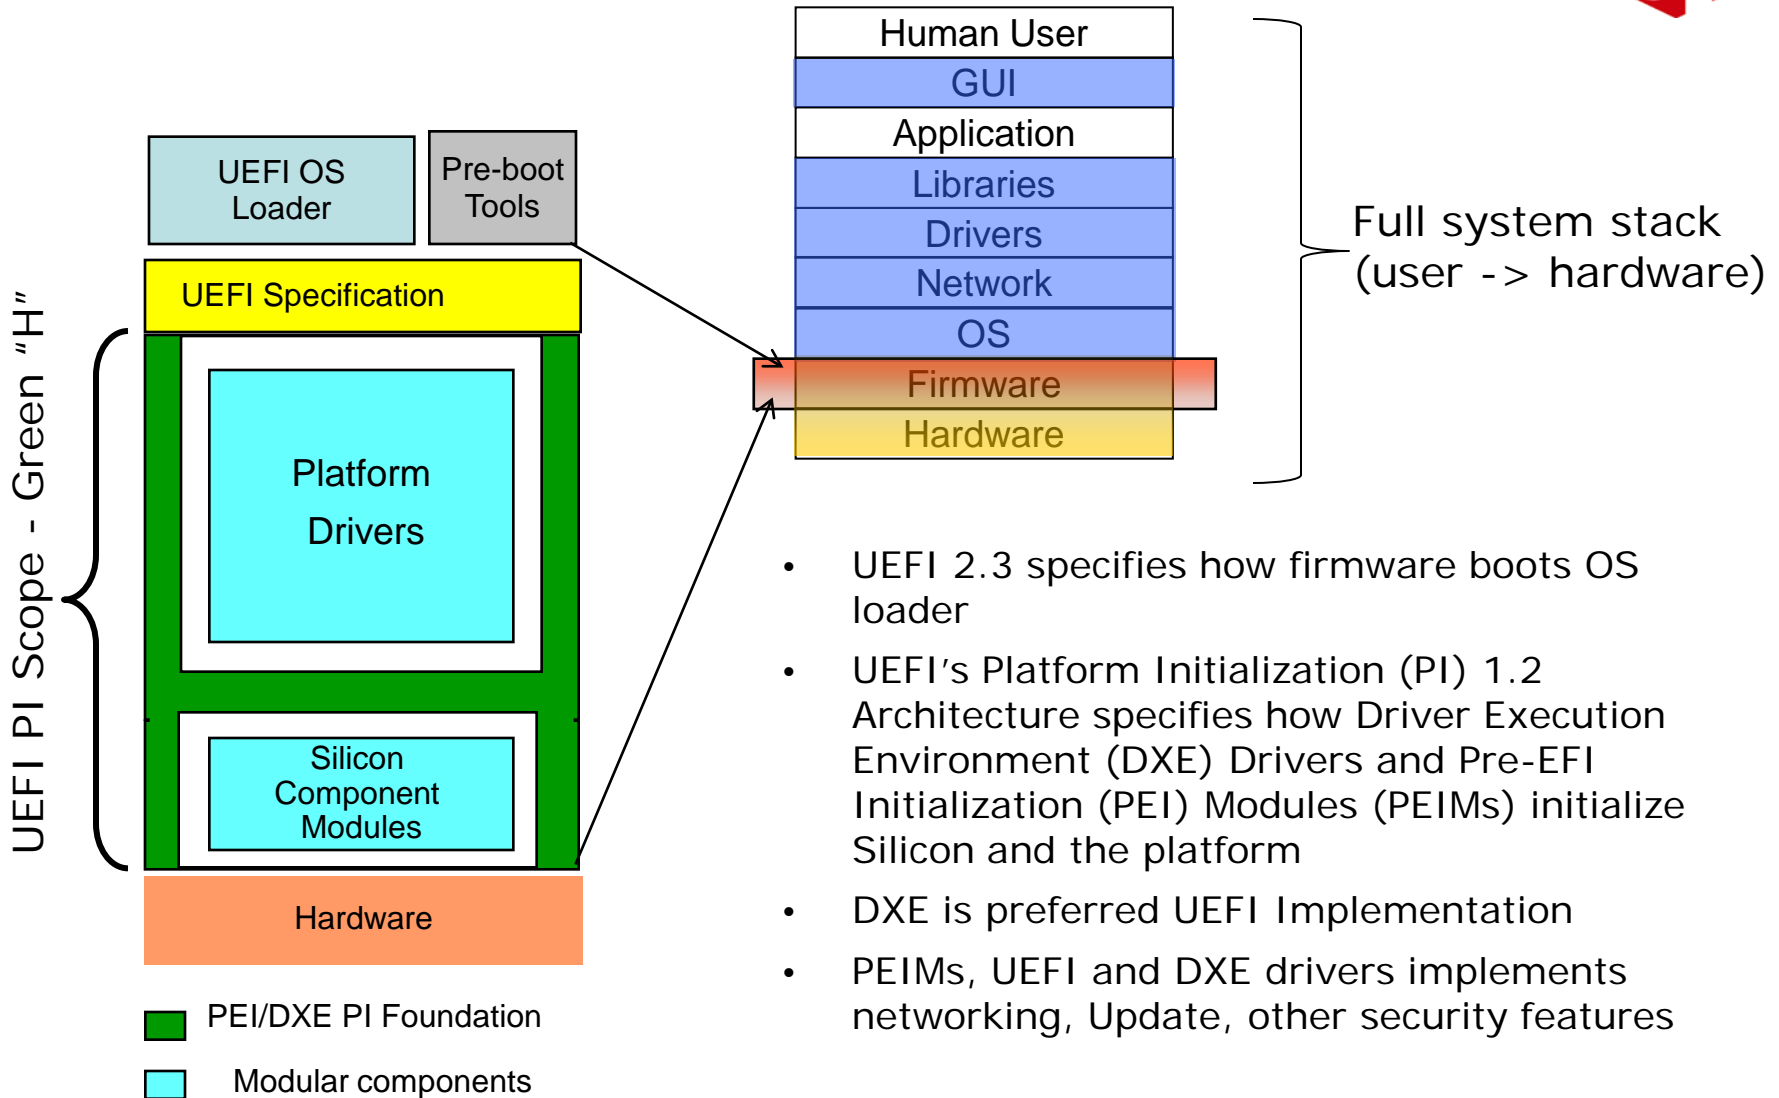 UEFI PI Scope - Green "H"
UEFI OS
Loader
Pre-boot
Tools
UEFI Specification
Platform
Drivers
Silicon
Component
Modules
Hardware
PEI/DXE PI Foundation
Modular components
Human User
GUI
Application
Libraries
Drivers
Network
OS
Firmware
Hardware
Full system stack
(user -> hardware)
• UEFI 2.3 specifies how firmware boots OS
loader
• UEFI's Platform Initialization (PI) 1.2
Architecture specifies how Driver Execution
Environment (DXE) Drivers and Pre-EFI
Initialization (PEI) Modules (PEIMs) initialize
Silicon and the platform
• DXE is preferred UEFI Implementation
• PEIMs, UEFI and DXE drivers implements
networking, Update, other security features